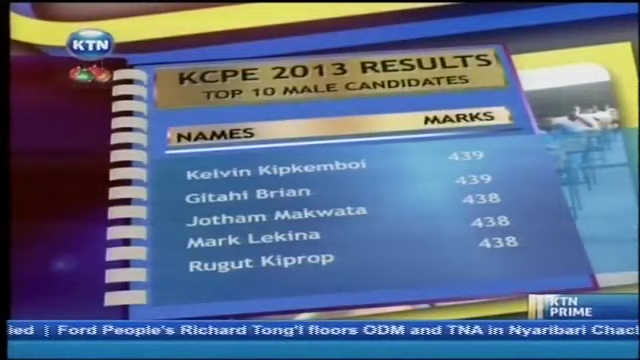 KTN
KCPE 2013 RESULTS
TOP 10 MALE CANDIDATES
NAMES MARKS
Kelvin Kipkemboi 439
Gitahi Brian 439
Jotham Makwata 438
Mark Lekina 438
Rugut Kiprop 438
KTN
PRIME
ied | Ford People's Richard Tong'i floors ODM and TNA in Nyaribari Chac